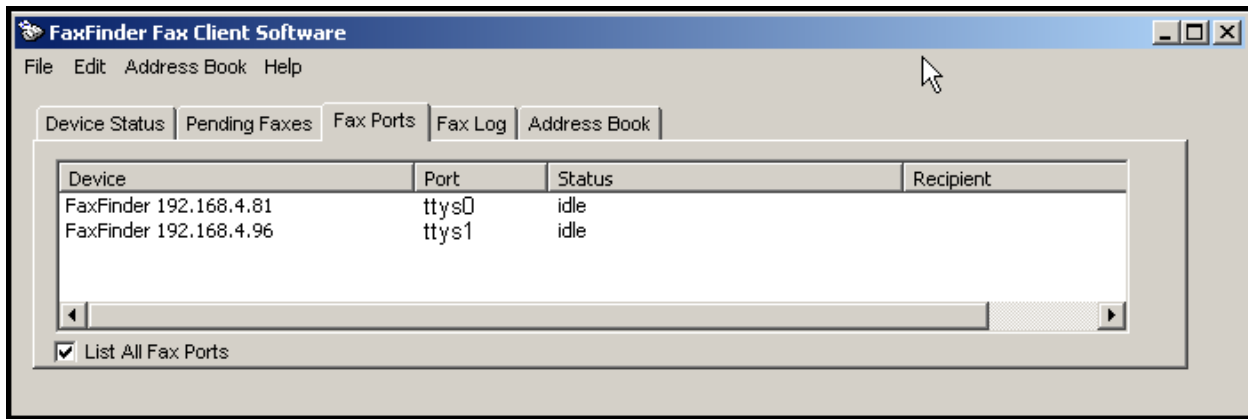 FaxFinder Fax Client Software
File Edit Address Book Help
Device Status Pending Faxes Fax Ports Fax Log Address Book
Device Port Status Recipient
FaxFinder 192.168.4.81 ttys0 idle
FaxFinder 192.168.4.96 ttys1 idle
List All Fax Ports